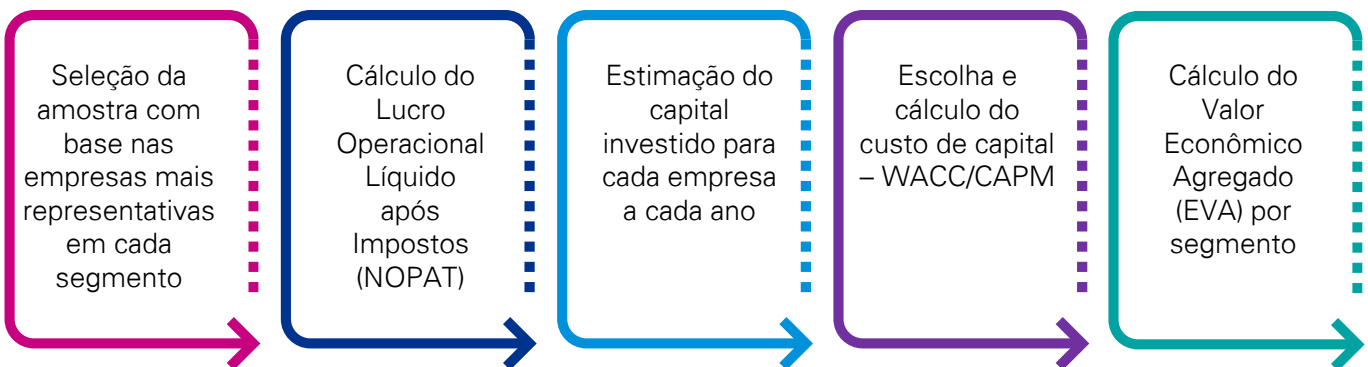 Seleção da
amostra com
base nas
empresas mais
representativas
em cada
segmento
Cálculo do
Lucro
Operacional
Líquido
após
Impostos
(NOPAT)
Estimação do
capital
investido para
cada empresa
a cada ano
Escolha e
cálculo do
custo de capital
– WACC/CAPM
Cálculo do
Valor
Econômico
Agregado
(EVA) por
segmento